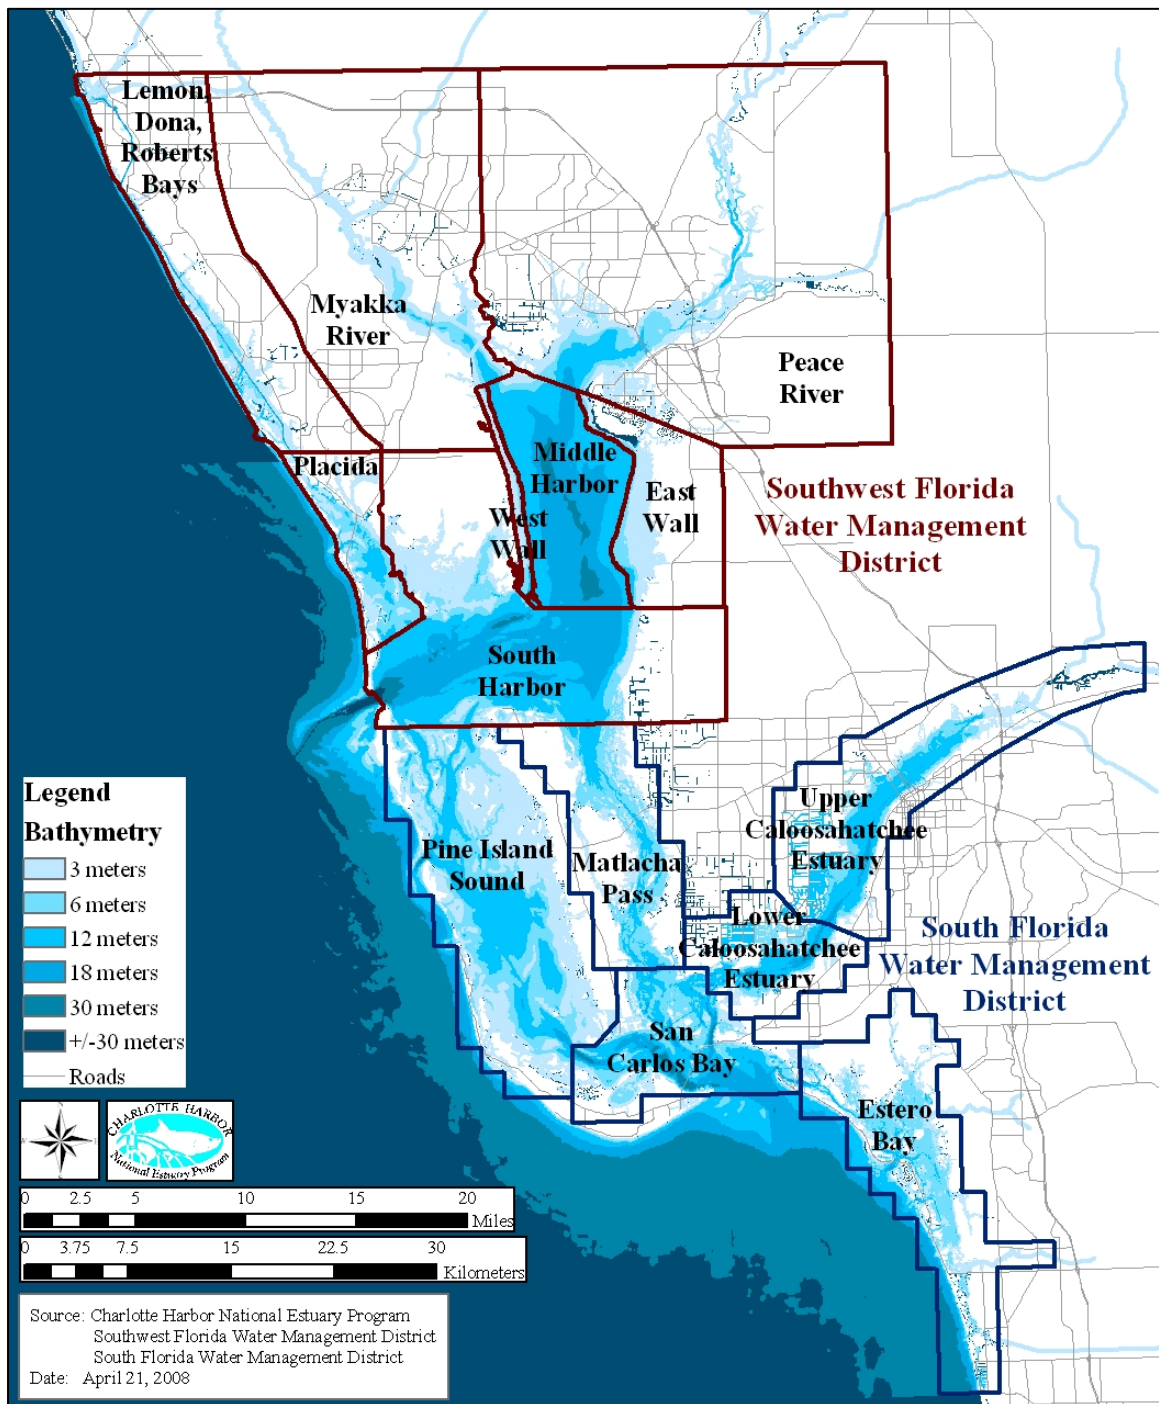 Lemon,
Dona,
Roberts
Bays
Myakka
River
Peace
River
Placida
Middle
Harbor
West
Wall
East
Wall
Southwest Florida
Water Management
District
South
Harbor
Upper
Caloosahatchee
Estuary
Pine Island
Sound
Matlacha
Pass
Lower
Caloosahatchee
Estuary
South Florida
Water Management
District
San
Carlos Bay
Estero
Bay
Legend
Bathymetry
3 meters
6 meters
12 meters
18 meters
30 meters
+/-30 meters
Roads
CHARLOTTE HARBOR
National Estuary Program
0 2.5 5 10 15 20
Miles
0 3.75 7.5 15 22.5 30
Kilometers
Source: Charlotte Harbor National Estuary Program
Southwest Florida Water Management District
South Florida Water Management District
Date: April 21, 2008